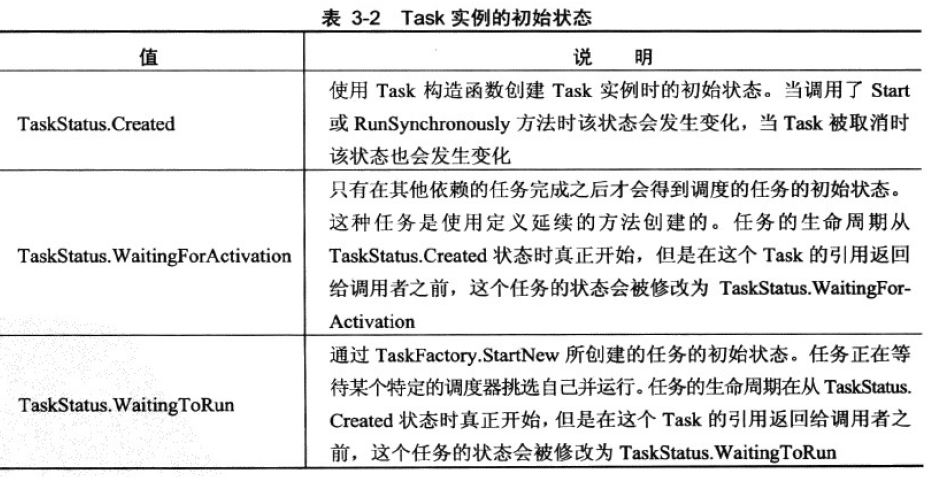 表 3-2 Task 实例的初始状态
值 说 明
使用 Task 构造函数创建 Task 实例时的初始状态。当调用了 Start
TaskStatus.Created 或 RunSynchronously 方法时该状态会发生变化，当 Task 被取消时
该状态也会发生变化
只有在其他依赖的任务完成之后才会得到调度的任务的初始状态。
这种任务是使用定义延续的方法创建的。任务的生命周期从
TaskStatus.WaitingForActivation TaskStatus.Created 状态时真正开始，但是在这个 Task 的引用返回
给调用者之前，这个任务的状态会被修改为 TaskStatus.WaitingFor-
Activation
通过 TaskFactory.StartNew 所创建的任务的初始状态。任务正在等
待某个特定的调度器挑选自己并运行。任务的生命周期在从 TaskStatus.
TaskStatus.WaitingToRun Created 状态时真正开始，但是在这个 Task 的引用返回给调用者之
前，这个任务的状态会被修改为 TaskStatus.WaitingToRun